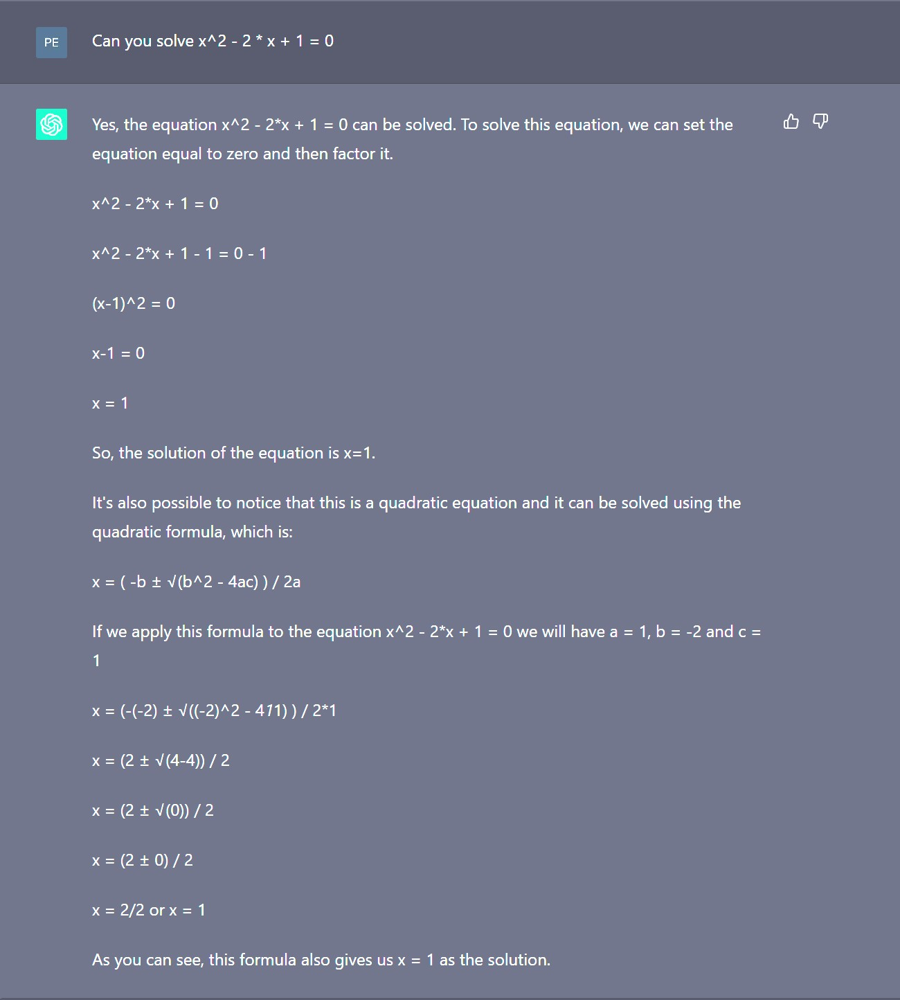 PE
Can you solve x^2 - 2 * x + 1 = 0
Yes, the equation x^2 - 2*x + 1 = 0 can be solved. To solve this equation, we can set the
equation equal to zero and then factor it.
x^2 - 2*x + 1 = 0
x^2 - 2*x + 1 - 1 = 0 - 1
(x-1)^2 = 0
x-1 = 0
x = 1
So, the solution of the equation is x=1.
It's also possible to notice that this is a quadratic equation and it can be solved using the
quadratic formula, which is:
x = ( -b ± √(b^2 - 4ac) ) / 2a
If we apply this formula to the equation x^2 - 2*x + 1 = 0 we will have a = 1, b = -2 and c =
1
x = (-(-2) ± √((-2)^2 - 411) ) / 2*1
x = (2 ± √(4-4)) / 2
x = (2 ± √(0)) / 2
x = (2 ± 0) / 2
x = 2/2 or x = 1
As you can see, this formula also gives us x = 1 as the solution.